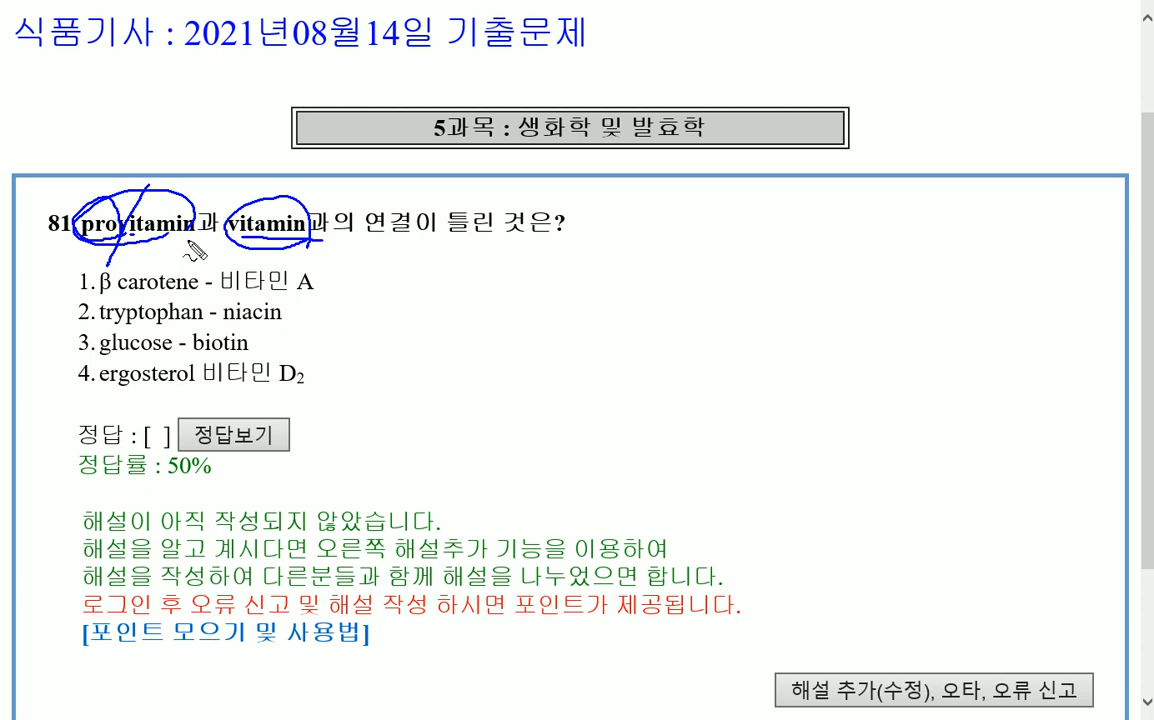 식품기사 : 2021년08월14일 기출문제
5과목 : 생화학 및 발효학
81. provitamin과 vitamin과의 연결이 틀린 것은?
1. β carotene - 비타민 A
2. tryptophan - niacin
3. glucose - biotin
4. ergosterol 비타민 D₂
정답 : [ ] 정답보기
정답률 : 50%
해설이 아직 작성되지 않았습니다.
해설을 알고 계시다면 오른쪽 해설추가 기능을 이용하여
해설을 작성하여 다른분들과 함께 해설을 나누었으면 합니다.
로그인 후 오류 신고 및 해설 작성 하시면 포인트가 제공됩니다.
[포인트 모으기 및 사용법]
해설 추가(수정), 오타, 오류 신고